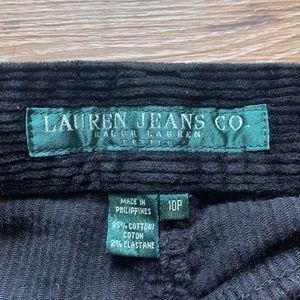 LAUREN JEANS CO.
RALPH LAUREN
PETITE
MADE IN
PHILIPPINES
10P
98% COTTON/
COTON
2% ELASTANE